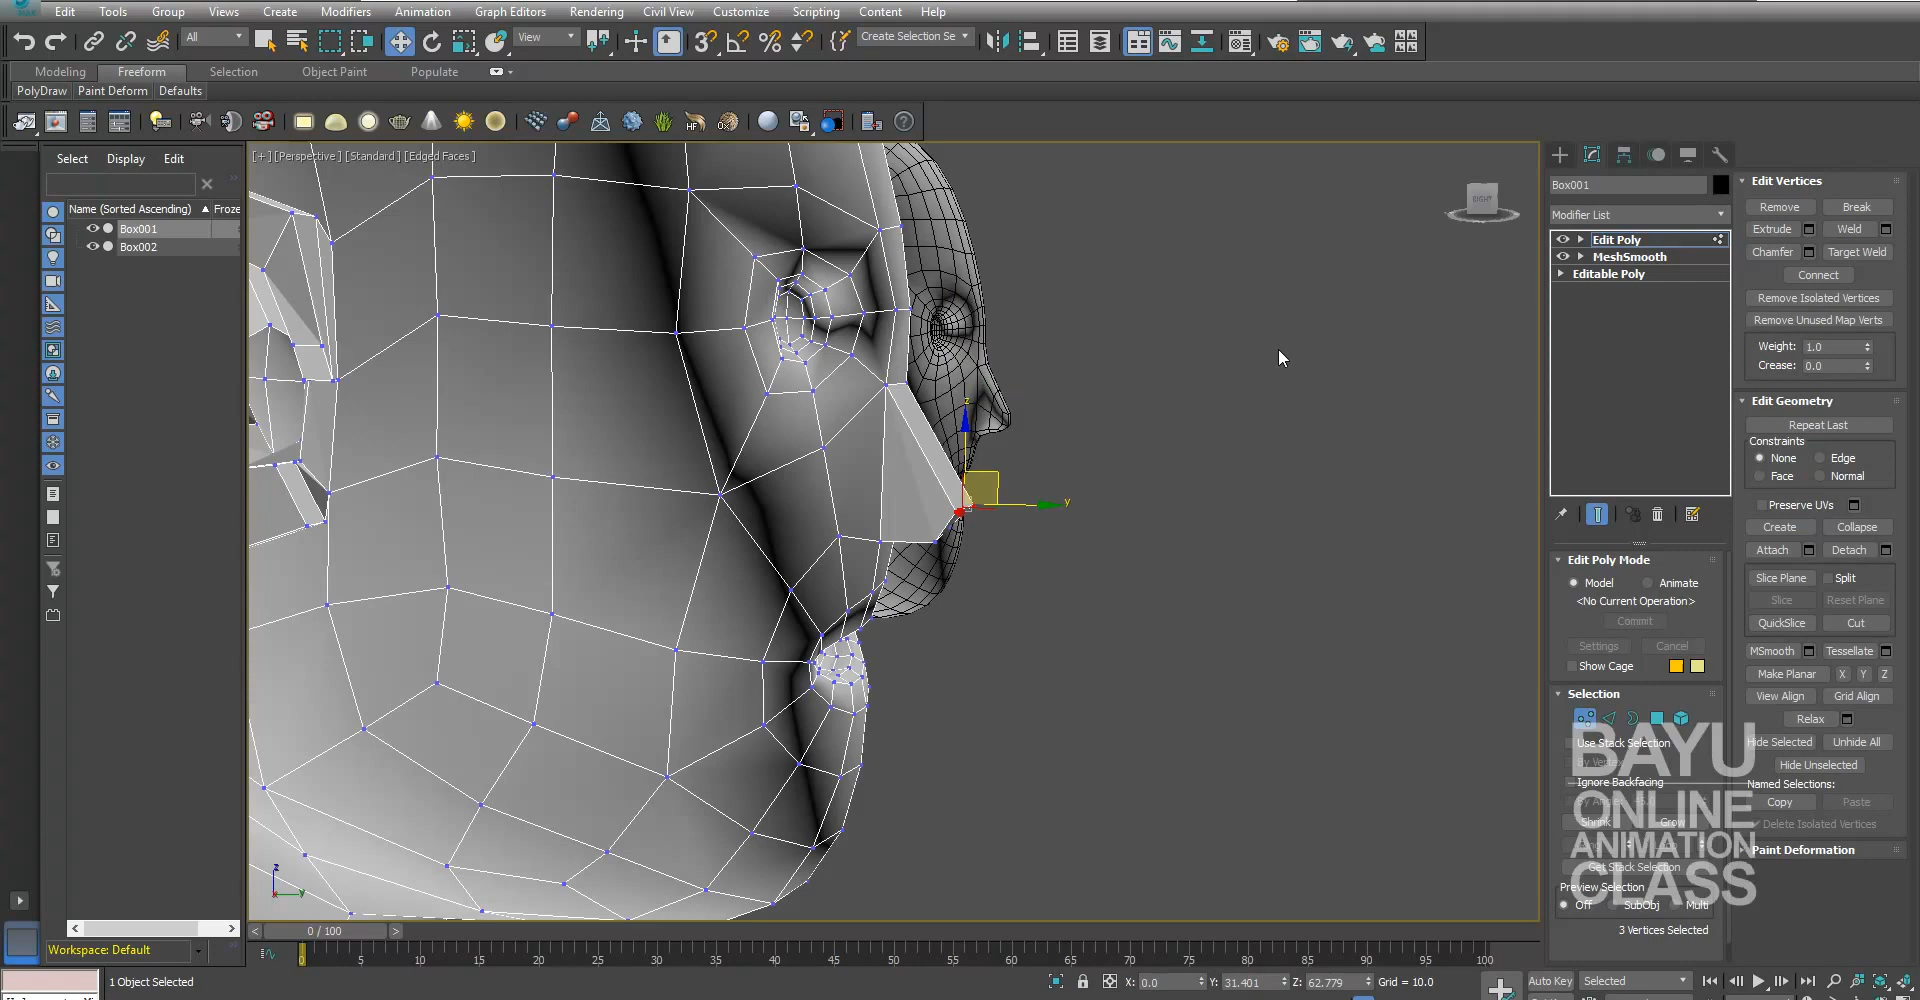 Edit Tools Group Views Create Modifiers Animation Graph Editors Rendering Civil View Customize Scripting Content Help
All View Create Selection Se
Modeling Freeform Selection Object Paint Populate
PolyDraw Paint Deform Defaults
Select Display Edit
Name (Sorted Ascending) Froze
Box001
Box002
[+] [Perspective] [Standard] [Edged Faces]
RIGHT
z
y
z
y
Box001
Modifier List
Edit Poly
MeshSmooth
Editable Poly
Edit Poly Mode
Model Animate
<No Current Operation>
Commit
Settings Cancel
Show Cage
Selection
Use Stack Selection
By Vertex
Ignore Backfacing
Shrink Grow
Get Stack Selection
Preview Selection
Off SubObj Multi
3 Vertices Selected
Edit Vertices
Remove Break
Extrude Weld
Chamfer Target Weld
Connect
Remove Isolated Vertices
Remove Unused Map Verts
Weight: 1.0
Crease: 0.0
Edit Geometry
Repeat Last
Constraints
None Edge
Face Normal
Preserve UVs
Create Collapse
Attach Detach
Slice Plane Split
Slice Reset Plane
QuickSlice Cut
MSmooth Tessellate
Make Planar X Y Z
View Align Grid Align
Relax
Hide Selected Unhide All
Hide Unselected
Named Selections:
Copy Paste
Delete Isolated Vertices
Paint Deformation
BAYU
ONLINE
ANIMATION
CLASS
0 / 100
Workspace: Default
0 5 10 15 20 25 30 35 40 45 50 55 60 65 70 75 80 85 90 95 100
1 Object Selected
X: 0.0 Y: 31.401 Z: 62.779 Grid = 10.0
Auto Key Selected